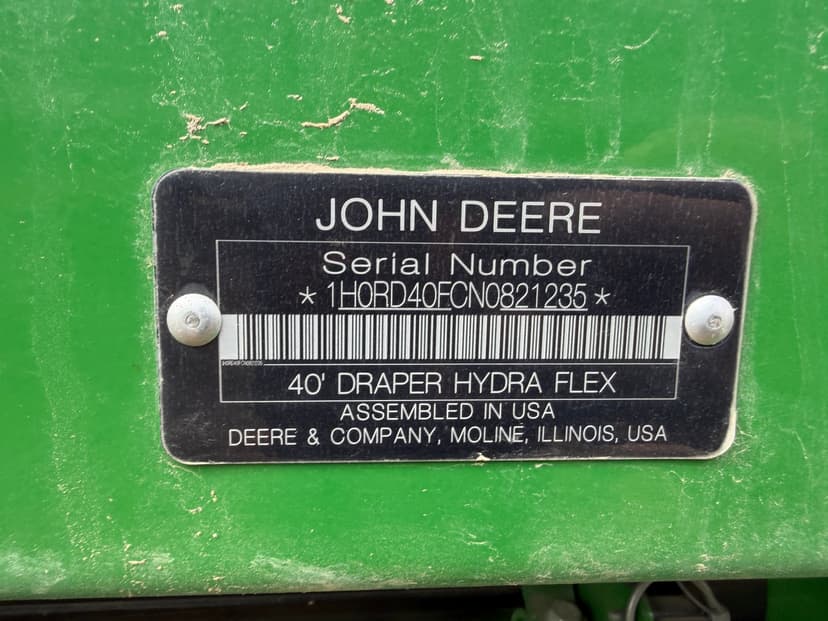 JOHN DEERE
Serial Number
* 1H0RD40FCN0821235 *
40' DRAPER HYDRA FLEX
ASSEMBLED IN USA
DEERE & COMPANY, MOLINE, ILLINOIS, USA